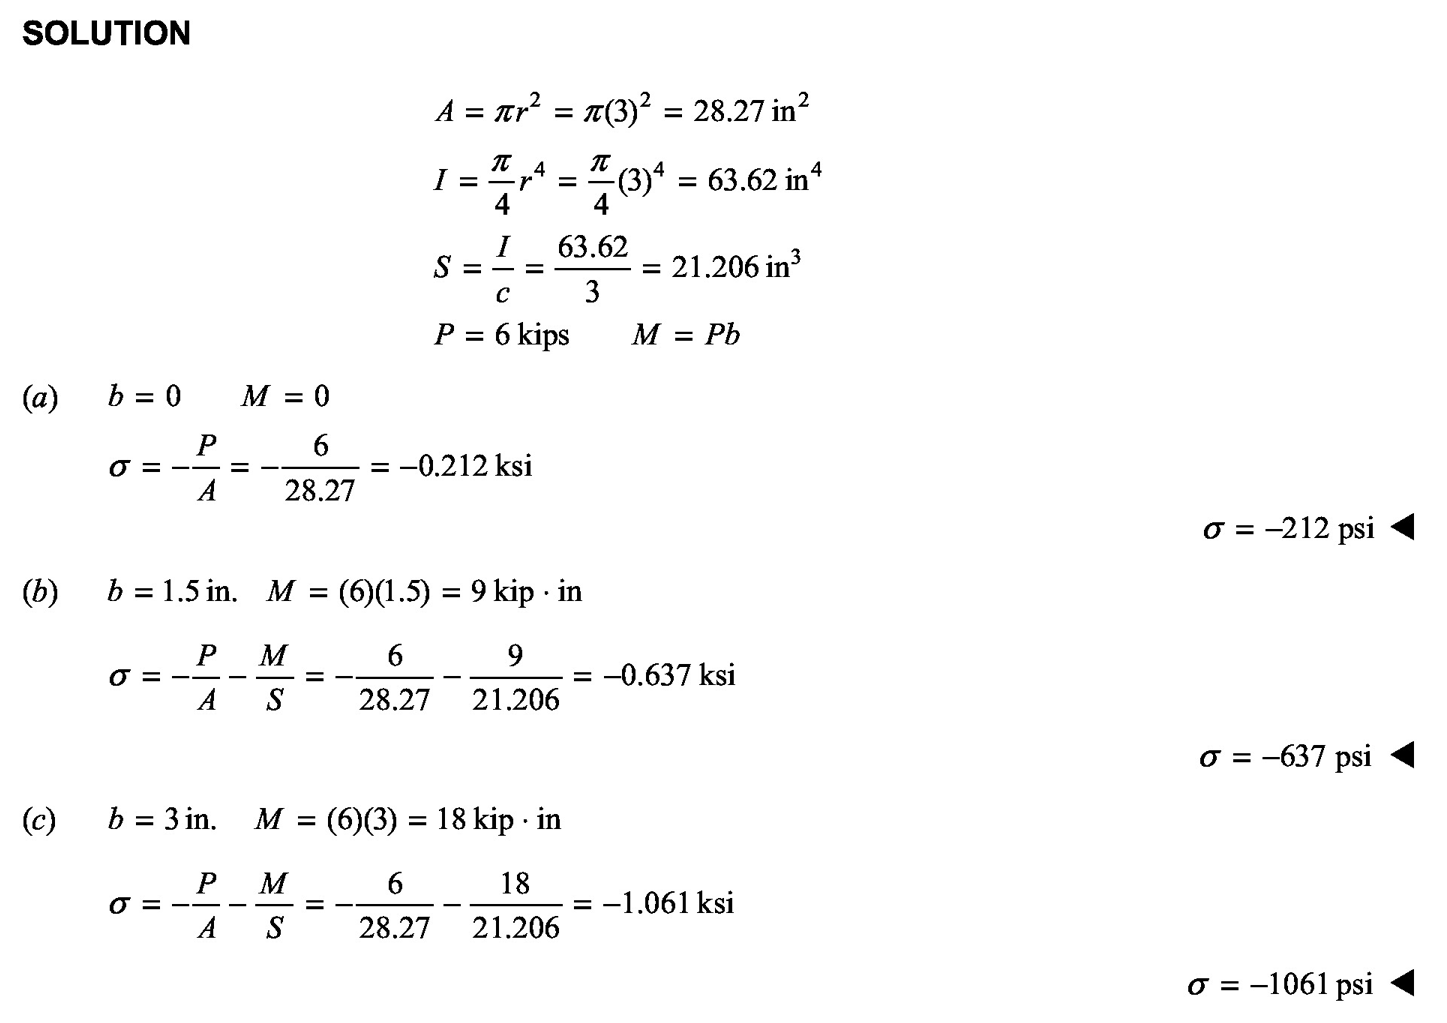 SOLUTION
A = πr² = π(3)² = 28.27 in²
I = π/4 r⁴ = π/4 (3)⁴ = 63.62 in⁴
S = I/c = 63.62/3 = 21.206 in³
P = 6 kips M = Pb
(a) b = 0 M = 0
σ = −P/A = −6/28.27 = −0.212 ksi
σ = −212 psi ◀
(b) b = 1.5 in. M = (6)(1.5) = 9 kip · in
σ = −P/A − M/S = −6/28.27 − 9/21.206 = −0.637 ksi
σ = −637 psi ◀
(c) b = 3 in. M = (6)(3) = 18 kip · in
σ = −P/A − M/S = −6/28.27 − 18/21.206 = −1.061 ksi
σ = −1061 psi ◀